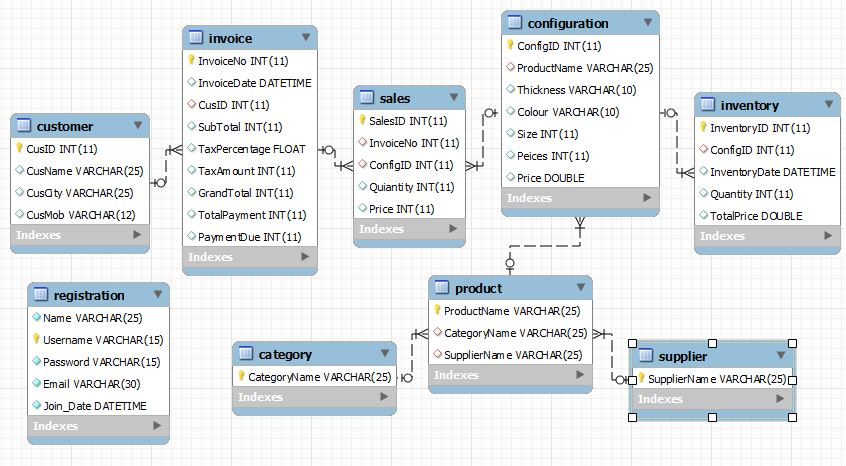 customer
CusID INT(11)
CusName VARCHAR(25)
CusCity VARCHAR(25)
CusMob VARCHAR(12)
Indexes
invoice
InvoiceNo INT(11)
InvoiceDate DATETIME
CusID INT(11)
SubTotal INT(11)
TaxPercentage FLOAT
TaxAmount INT(11)
GrandTotal INT(11)
TotalPayment INT(11)
PaymentDue INT(11)
Indexes
sales
SalesID INT(11)
InvoiceNo INT(11)
ConfigID INT(11)
Quiantity INT(11)
Price INT(11)
Indexes
configuration
ConfigID INT(11)
ProductName VARCHAR(25)
Thickness VARCHAR(10)
Colour VARCHAR(10)
Size INT(11)
Peices INT(11)
Price DOUBLE
Indexes
inventory
InventoryID INT(11)
ConfigID INT(11)
InventoryDate DATETIME
Quantity INT(11)
TotalPrice DOUBLE
Indexes
registration
Name VARCHAR(25)
Username VARCHAR(15)
Password VARCHAR(15)
Email VARCHAR(30)
Join_Date DATETIME
Indexes
category
CategoryName VARCHAR(25)
Indexes
product
ProductName VARCHAR(25)
CategoryName VARCHAR(25)
SupplierName VARCHAR(25)
Indexes
supplier
SupplierName VARCHAR(25)
Indexes